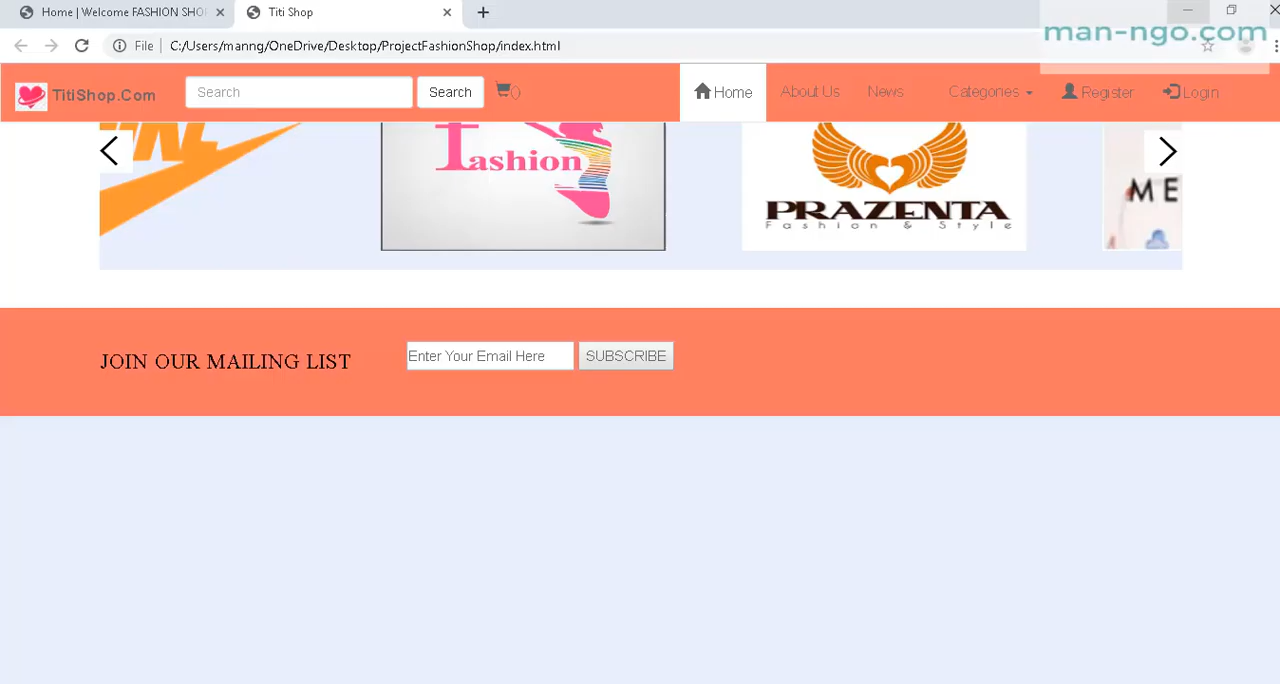 Home | Welcome FASHION SHO
Titi Shop
man-ngo.com
File
C:/Users/manng/OneDrive/Desktop/ProjectFashionShop/index.html
TitiShop.Com
Search
Search
0
Home
About Us
News
Categories
Register
Login
fashion
PRAZENTA
Fashion & Style
ME
JOIN OUR MAILING LIST
Enter Your Email Here
SUBSCRIBE